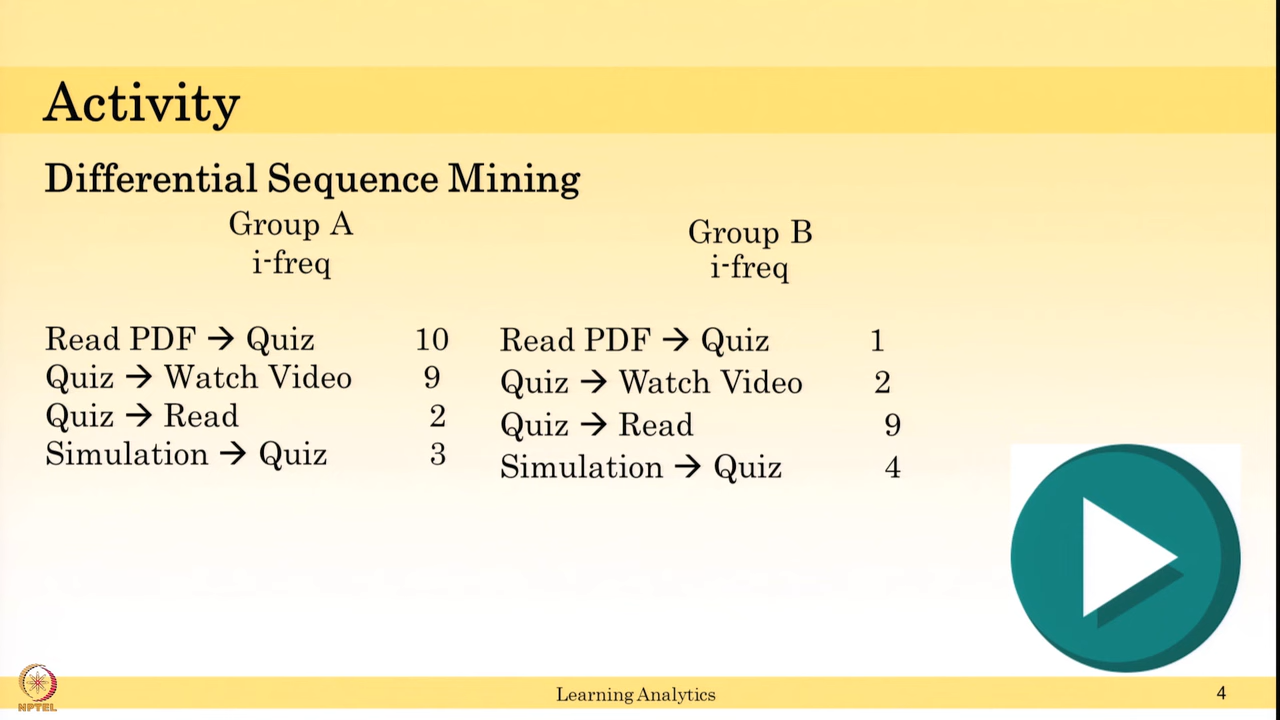 Activity
Differential Sequence Mining
Group A
i-freq
Read PDF → Quiz 10
Quiz → Watch Video 9
Quiz → Read 2
Simulation → Quiz 3
Group B
i-freq
Read PDF → Quiz 1
Quiz → Watch Video 2
Quiz → Read 9
Simulation → Quiz 4
NPTEL
Learning Analytics
4